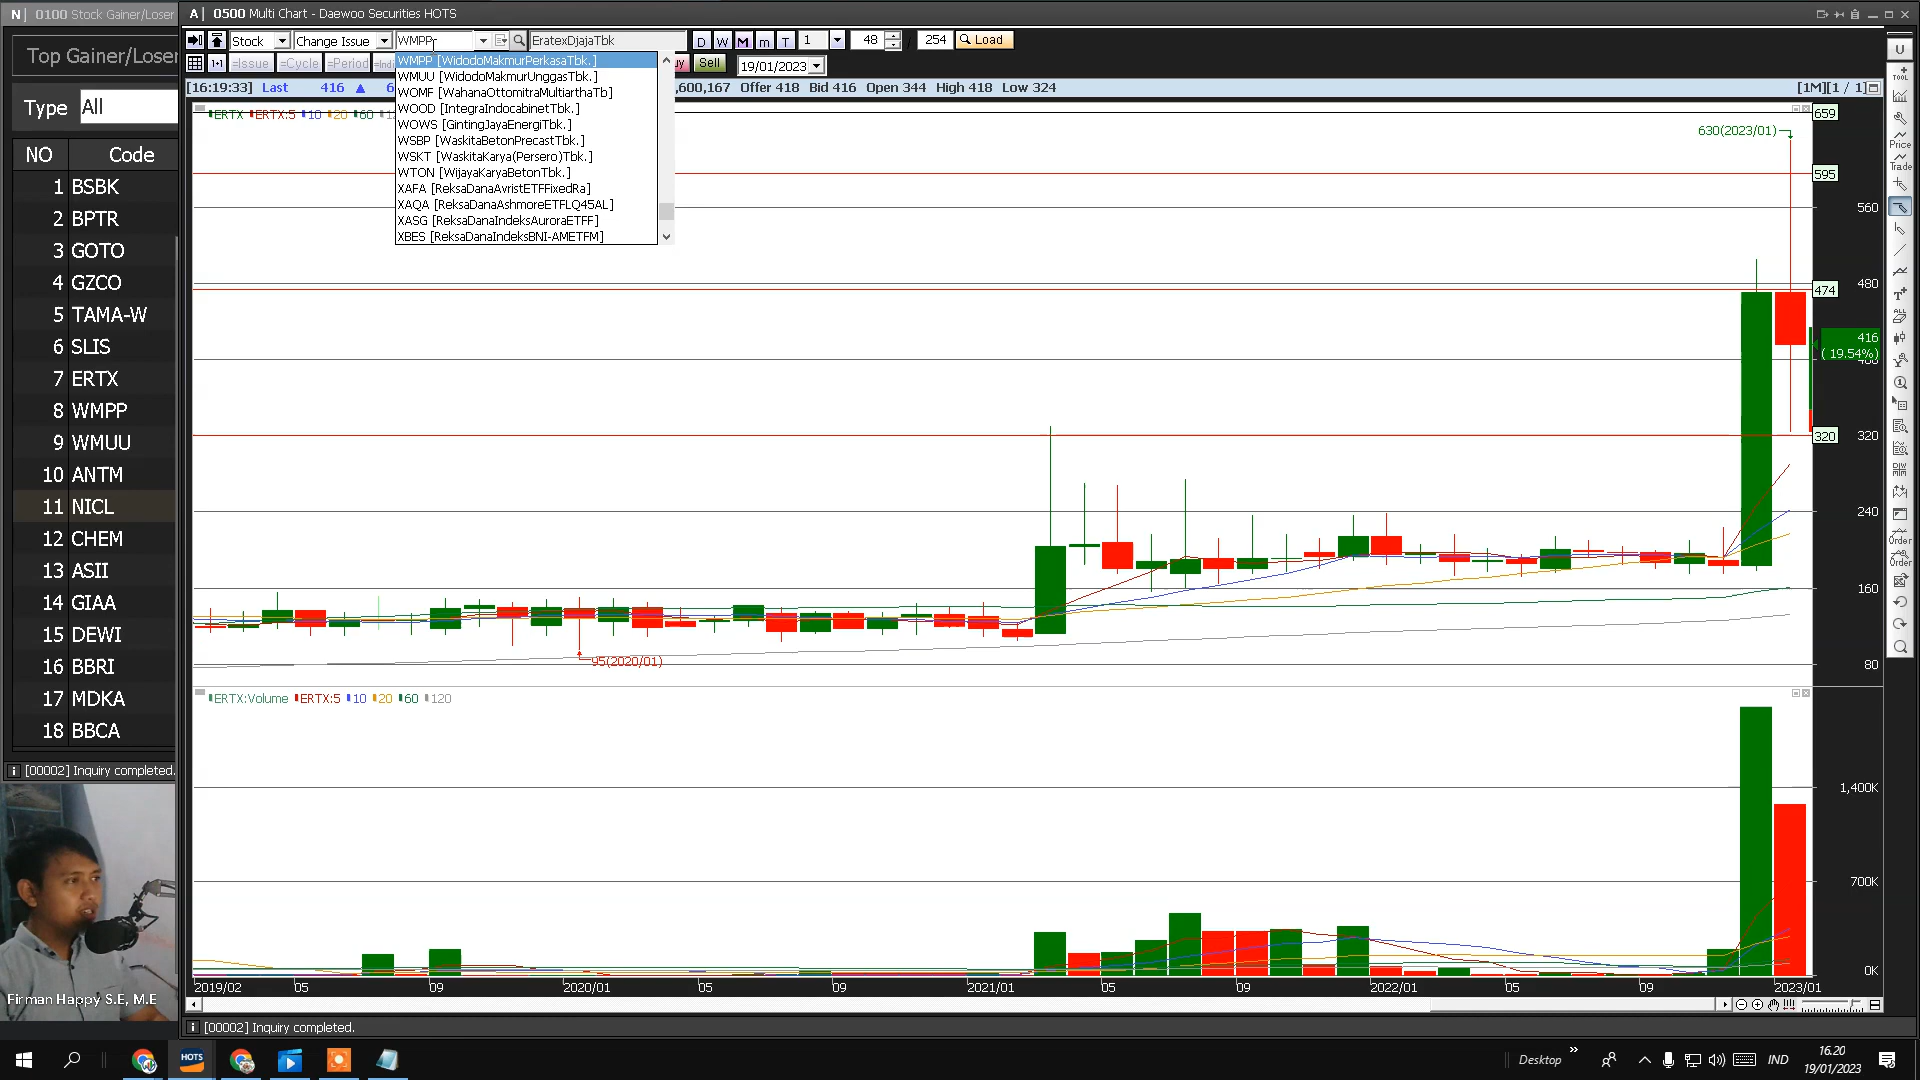 N 0100 Stock Gainer/Loser
A 0500 Multi Chart - Daewoo Securities HOTS
Top Gainer/Loser
Type All
NO Code
1 BSBK
2 BPTR
3 GOTO
4 GZCO
5 TAMA-W
6 SLIS
7 ERTX
8 WMPP
9 WMUU
10 ANTM
11 NICL
12 CHEM
13 ASII
14 GIAA
15 DEWI
16 BBRI
17 MDKA
18 BBCA
[00002] Inquiry completed.
Firman Happy S.E, M.E
Stock Change Issue WMPP EratexDjajaTbk D W M m T 1 48 / 254 Load
=Issue =Cycle =Period Sell 19/01/2023
[16:19:33] Last 416 ▲ 6 ,600,167 Offer 418 Bid 416 Open 344 High 418 Low 324 [1M][1 / 1]
WMPP [WidodoMakmurPerkasaTbk.]
WMUU [WidodoMakmurUnggasTbk.]
WOMF [WahanaOttomitraMultiarthaTb]
WOOD [IntegraIndocabinetTbk.]
WOWS [GintingJayaEnergiTbk.]
WSBP [WaskitaBetonPrecastTbk.]
WSKT [WaskitaKarya(Persero)Tbk.]
WTON [WijayaKaryaBetonTbk.]
XAFA [ReksaDanaAvristETFFixedRa]
XAQA [ReksaDanaAshmoreETFLQ45AL]
XASG [ReksaDanaIndeksAuroraETFF]
XBES [ReksaDanaIndeksBNI-AMETFM]
ERTX ERTX:5 10 20 60
630(2023/01)
95(2020/01)
659
595
560
480
474
416
( 19.54%)
320
320
240
160
80
ERTX:Volume ERTX:5 10 20 60 120
1,400K
700K
0K
2019/02 05 09 2020/01 05 09 2021/01 05 09 2022/01 05 09 2023/01
[00002] Inquiry completed.
U
TOOL
Price
Trade
ALL
Order
Order
HOTS
Desktop
IND
16.20
19/01/2023